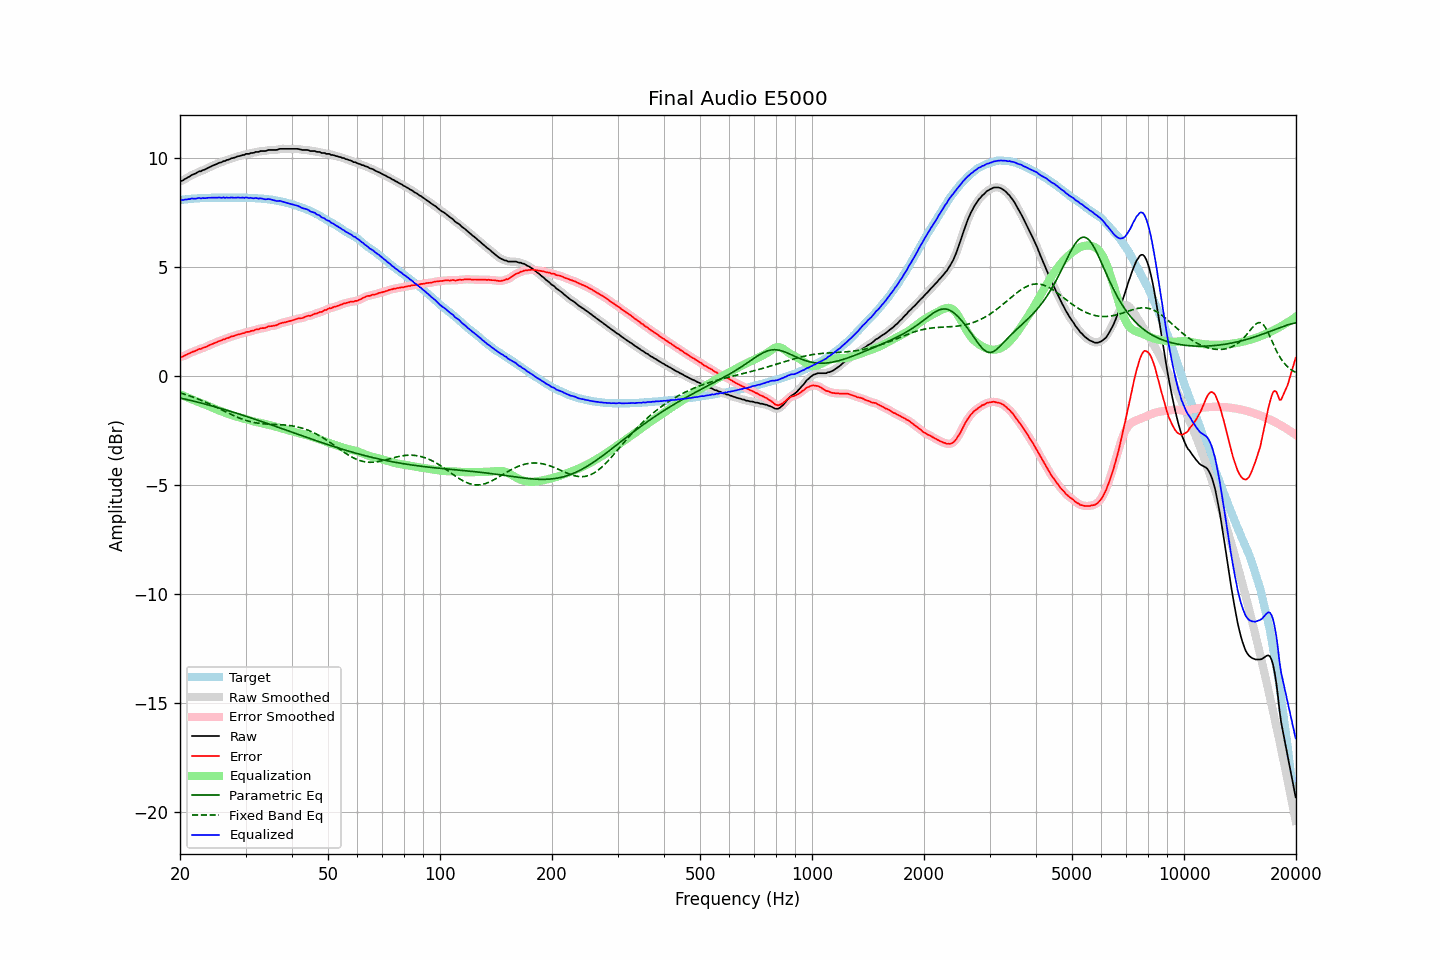 Final Audio E5000
10
5
0
−5
−10
−15
−20
Amplitude (dBr)
Target
Raw Smoothed
Error Smoothed
Raw
Error
Equalization
Parametric Eq
Fixed Band Eq
Equalized
20 50 100 200 500 1000 2000 5000 10000 20000
Frequency (Hz)